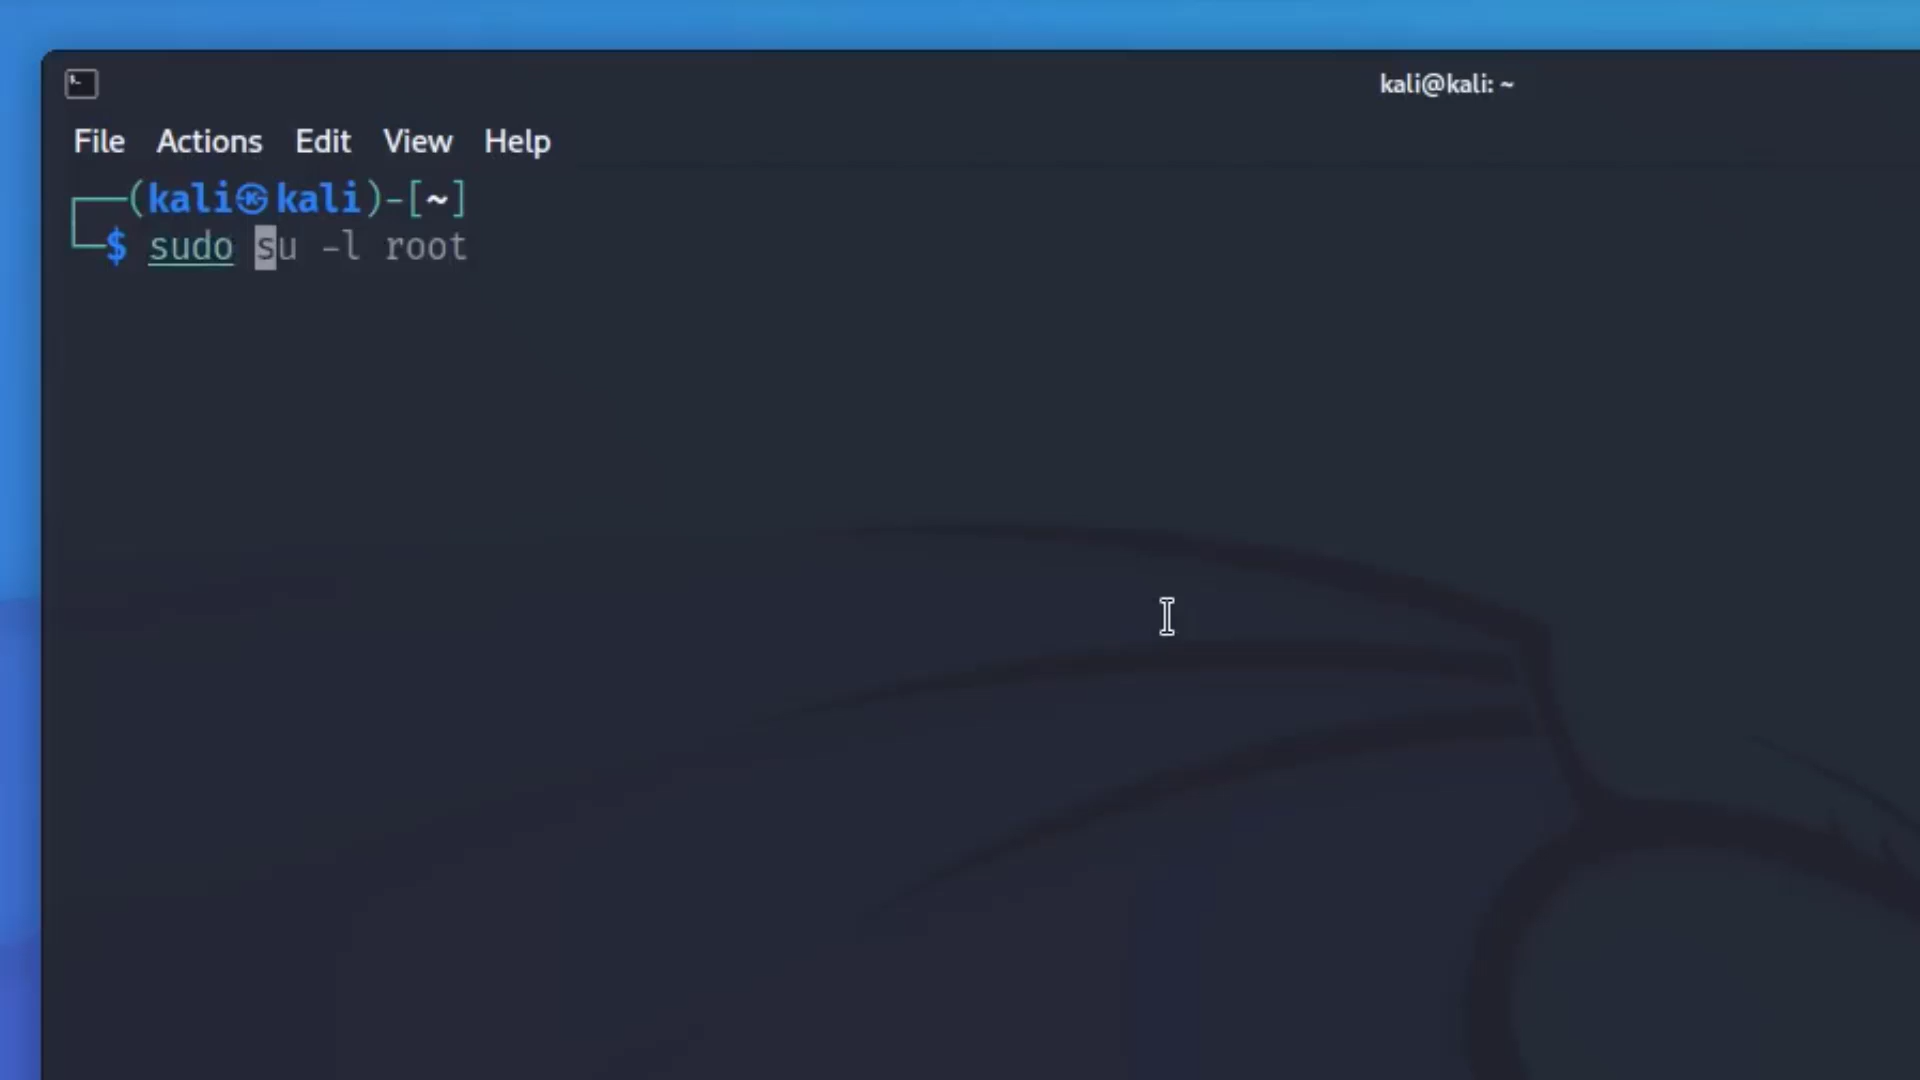 kali@kali: ~
File Actions Edit View Help
┌──(kali㉿kali)-[~]
└─$ sudo su -l root